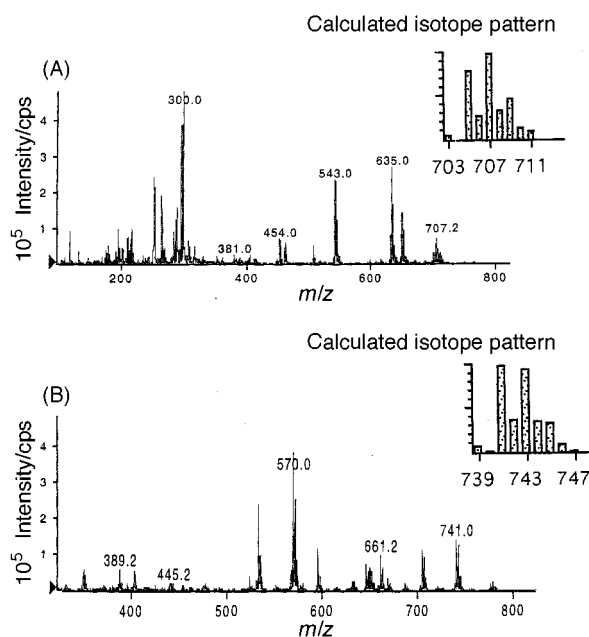 Calculated isotope pattern
(A)
703 707 711
10⁵ Intensity/cps
4
3
2
1
300.0
381.0
454.0
543.0
635.0
707.2
200 400 600 800
m/z
Calculated isotope pattern
(B)
739 743 747
10⁵ Intensity/cps
4
3
2
1
389.2
445.2
570.0
661.2
741.0
400 500 600 700 800
m/z